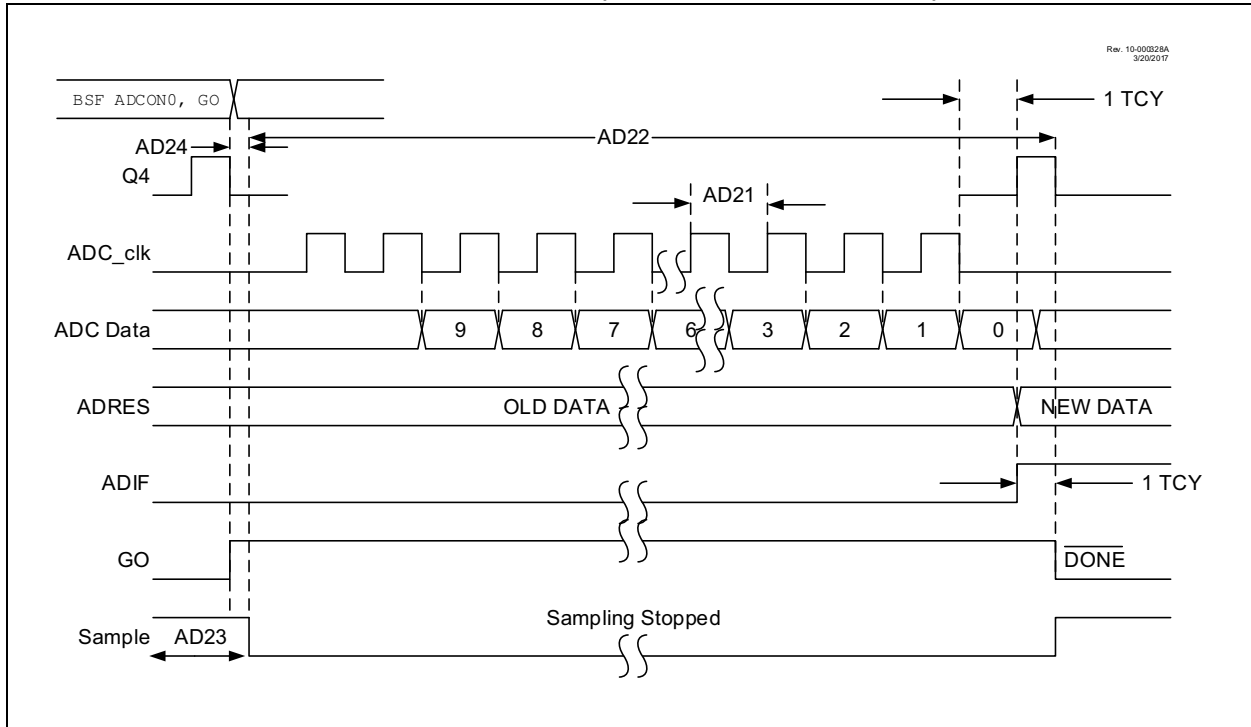 Rev. 10-000328A
3/20/2017
BSF ADCON0, GO
1 TCY
AD24
AD22
Q4
AD21
ADC_clk
ADC Data 9 8 7 6 3 2 1 0
ADRES OLD DATA NEW DATA
ADIF 1 TCY
GO DONE
Sampling Stopped
Sample AD23